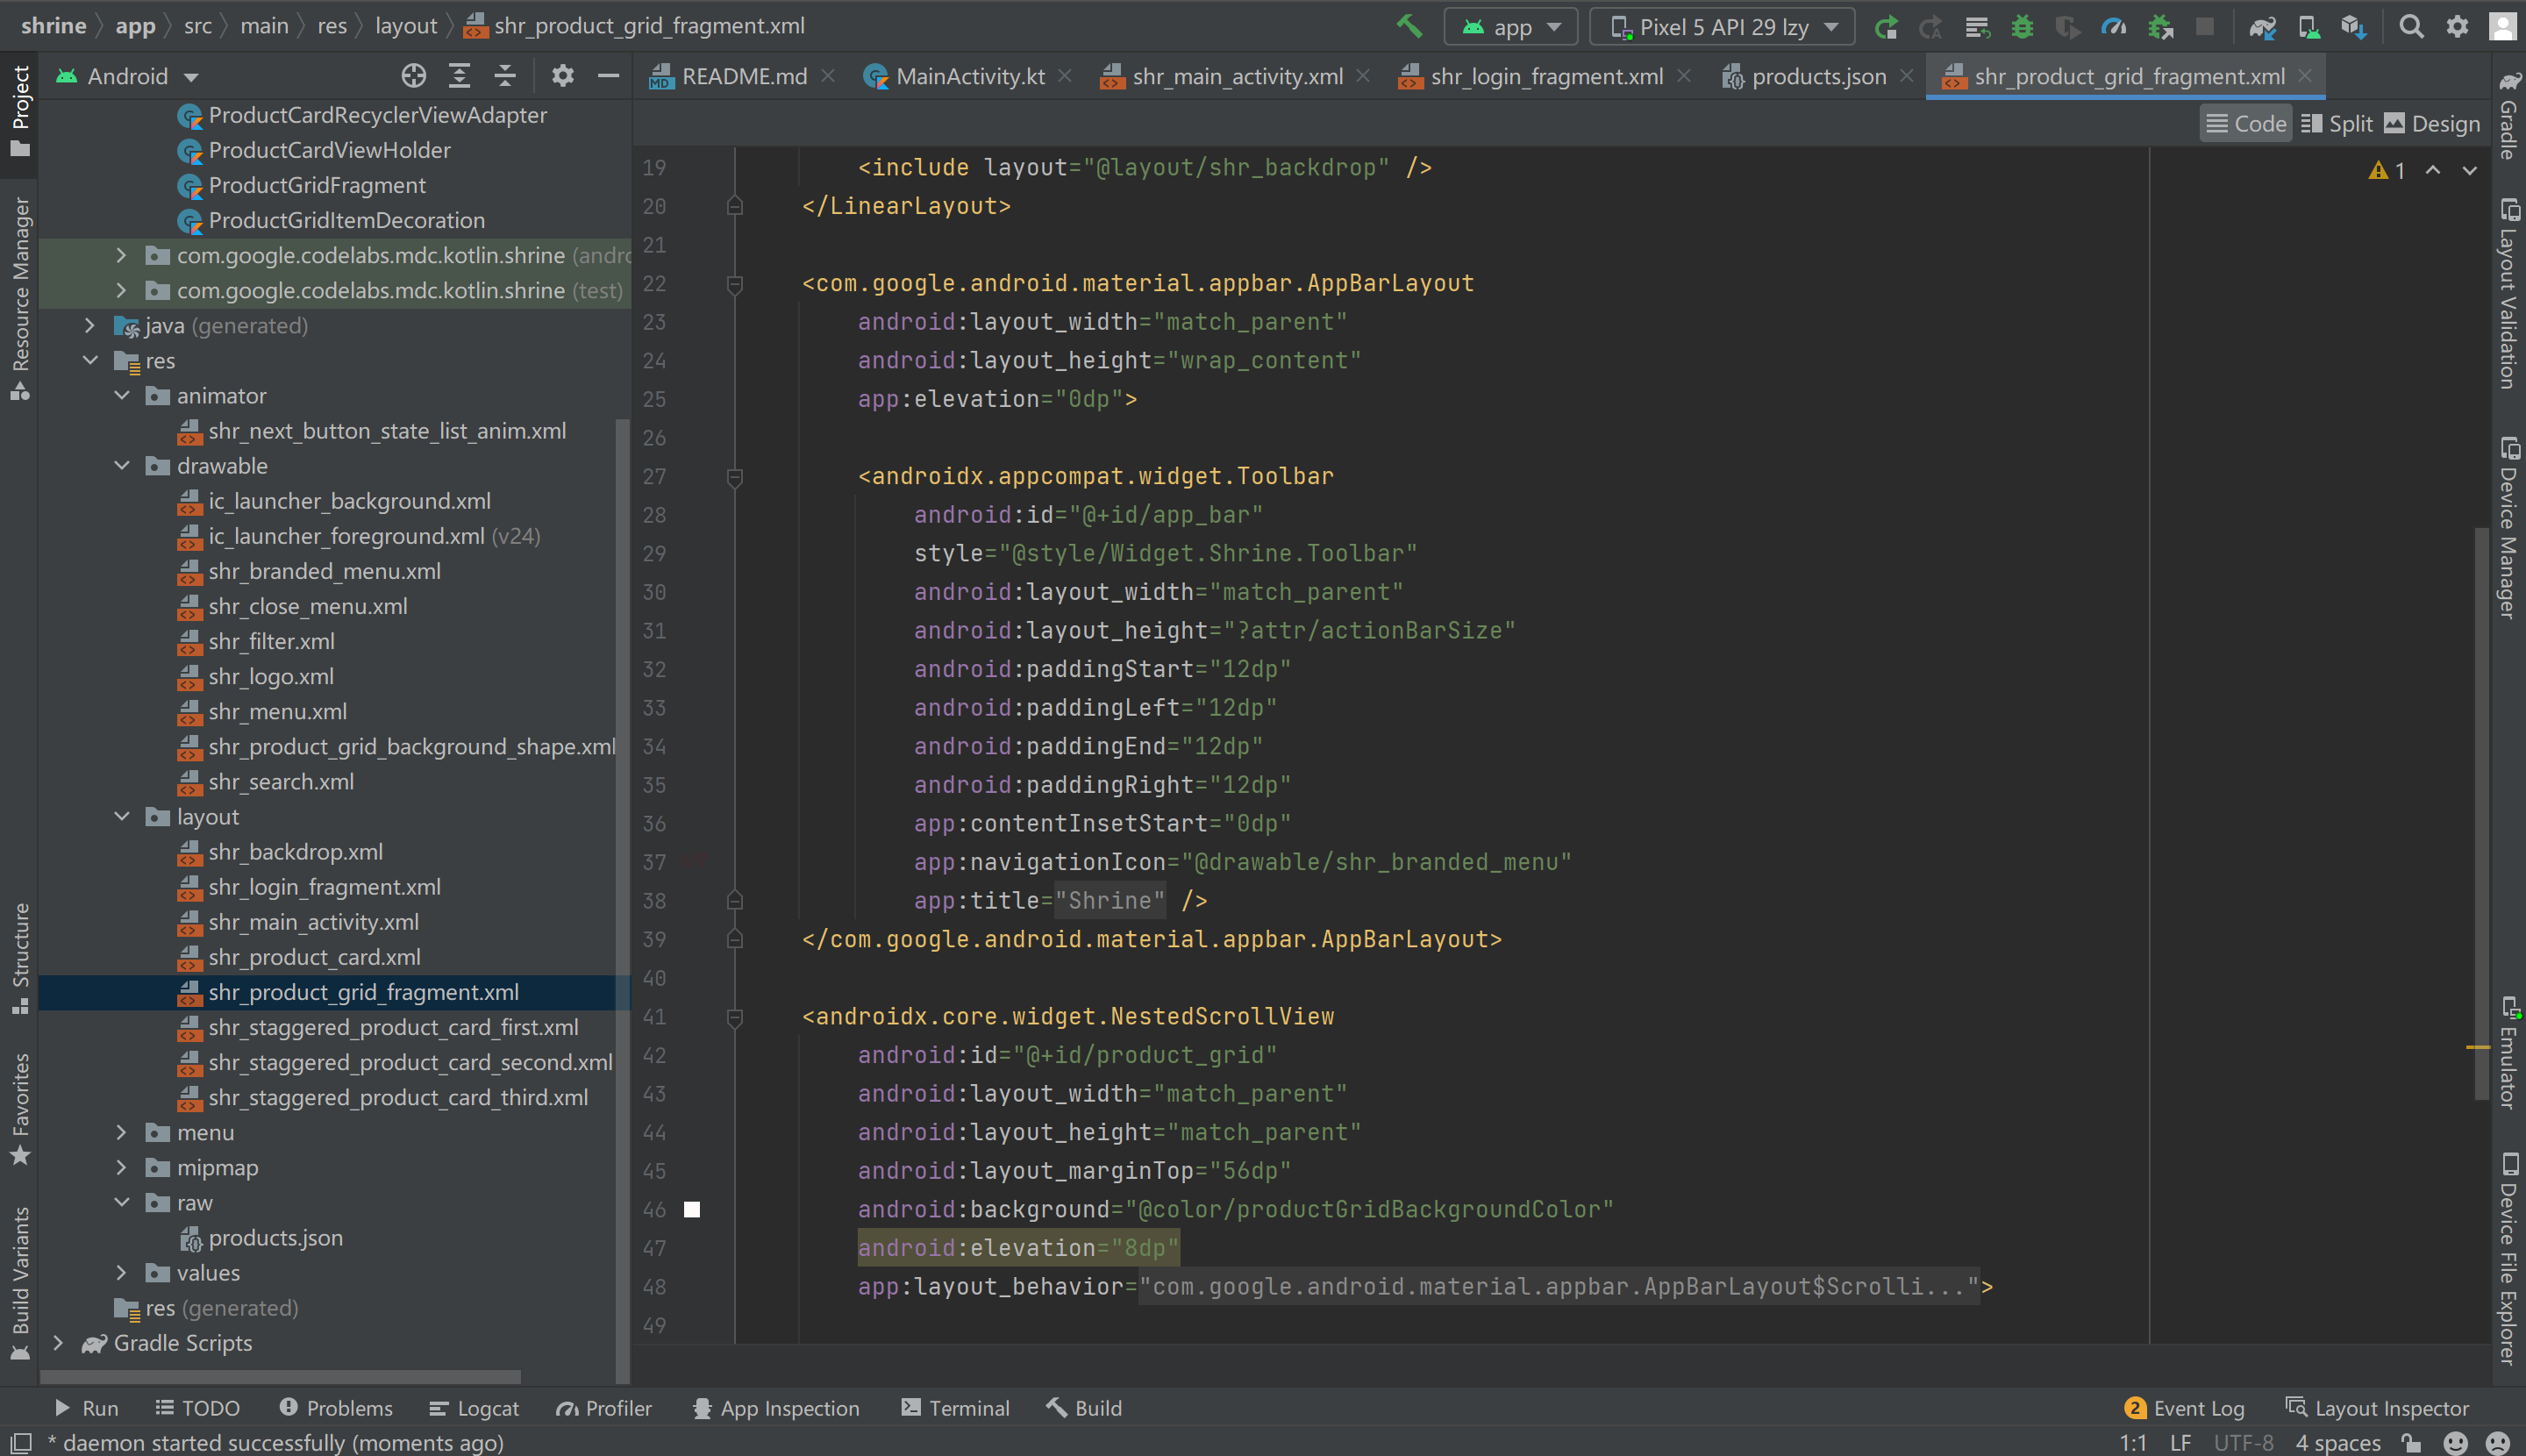 shrine app src main res layout shr_product_grid_fragment.xml
app Pixel 5 API 29 lzy
Android
README.md MainActivity.kt shr_main_activity.xml shr_login_fragment.xml products.json shr_product_grid_fragment.xml
Code Split Design
1
Project
Resource Manager
Structure
Favorites
Build Variants
ProductCardRecyclerViewAdapter
ProductCardViewHolder
ProductGridFragment
ProductGridItemDecoration
com.google.codelabs.mdc.kotlin.shrine (andro
com.google.codelabs.mdc.kotlin.shrine (test)
java (generated)
res
animator
shr_next_button_state_list_anim.xml
drawable
ic_launcher_background.xml
ic_launcher_foreground.xml (v24)
shr_branded_menu.xml
shr_close_menu.xml
shr_filter.xml
shr_logo.xml
shr_menu.xml
shr_product_grid_background_shape.xml
shr_search.xml
layout
shr_backdrop.xml
shr_login_fragment.xml
shr_main_activity.xml
shr_product_card.xml
shr_product_grid_fragment.xml
shr_staggered_product_card_first.xml
shr_staggered_product_card_second.xml
shr_staggered_product_card_third.xml
menu
mipmap
raw
products.json
values
res (generated)
Gradle Scripts
19 <include layout="@layout/shr_backdrop" />
20 </LinearLayout>
21
22 <com.google.android.material.appbar.AppBarLayout
23 android:layout_width="match_parent"
24 android:layout_height="wrap_content"
25 app:elevation="0dp">
26
27 <androidx.appcompat.widget.Toolbar
28 android:id="@+id/app_bar"
29 style="@style/Widget.Shrine.Toolbar"
30 android:layout_width="match_parent"
31 android:layout_height="?attr/actionBarSize"
32 android:paddingStart="12dp"
33 android:paddingLeft="12dp"
34 android:paddingEnd="12dp"
35 android:paddingRight="12dp"
36 app:contentInsetStart="0dp"
37 app:navigationIcon="@drawable/shr_branded_menu"
38 app:title="Shrine" />
39 </com.google.android.material.appbar.AppBarLayout>
40
41 <androidx.core.widget.NestedScrollView
42 android:id="@+id/product_grid"
43 android:layout_width="match_parent"
44 android:layout_height="match_parent"
45 android:layout_marginTop="56dp"
46 android:background="@color/productGridBackgroundColor"
47 android:elevation="8dp"
48 app:layout_behavior="com.google.android.material.appbar.AppBarLayout$Scrolli...">
49
Gradle
Layout Validation
Device Manager
Emulator
Device File Explorer
Run TODO Problems Logcat Profiler App Inspection Terminal Build 2 Event Log Layout Inspector
* daemon started successfully (moments ago) 1:1 LF UTF-8 4 spaces